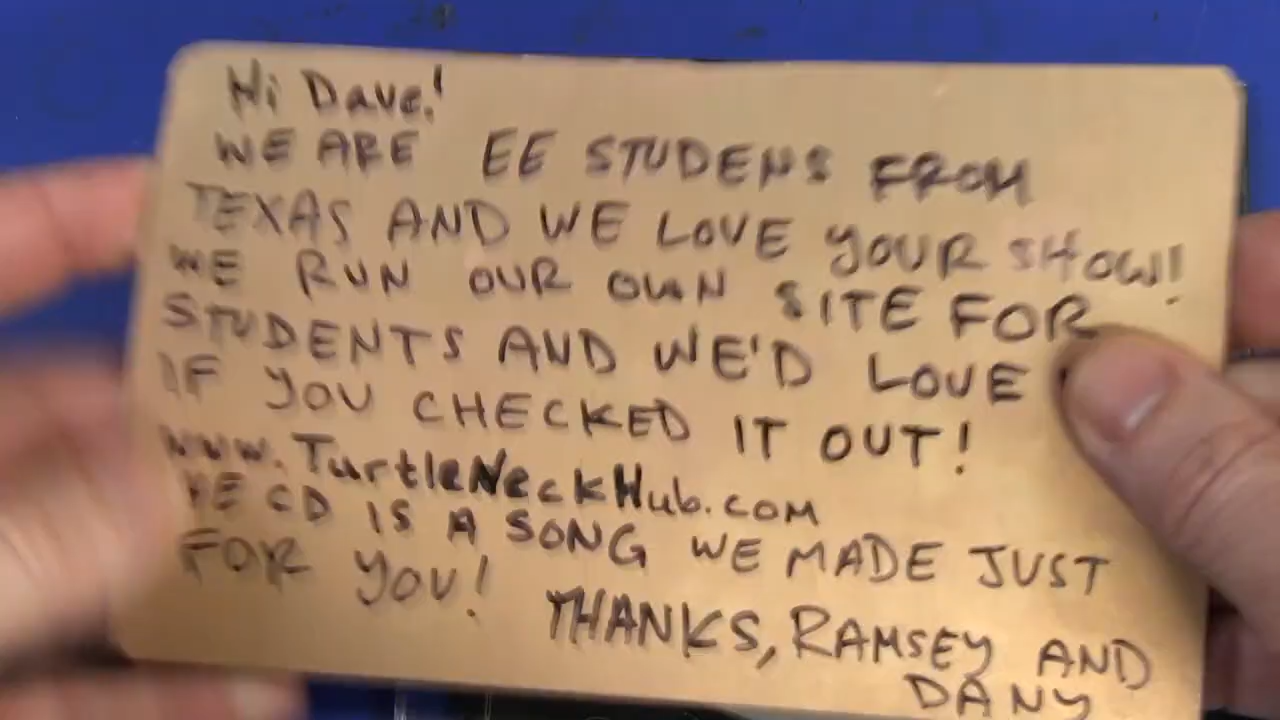 Hi Dave!
WE ARE EE STUDENS FROM
TEXAS AND WE LOVE YOUR SHOW!
WE RUN OUR OWN SITE FOR
STUDENTS AND WE'D LOVE
IF YOU CHECKED IT OUT!
www.TurtleNeckHub.com
CD IS A SONG WE MADE JUST
FOR YOU!
THANKS, RAMSEY AND
DANY